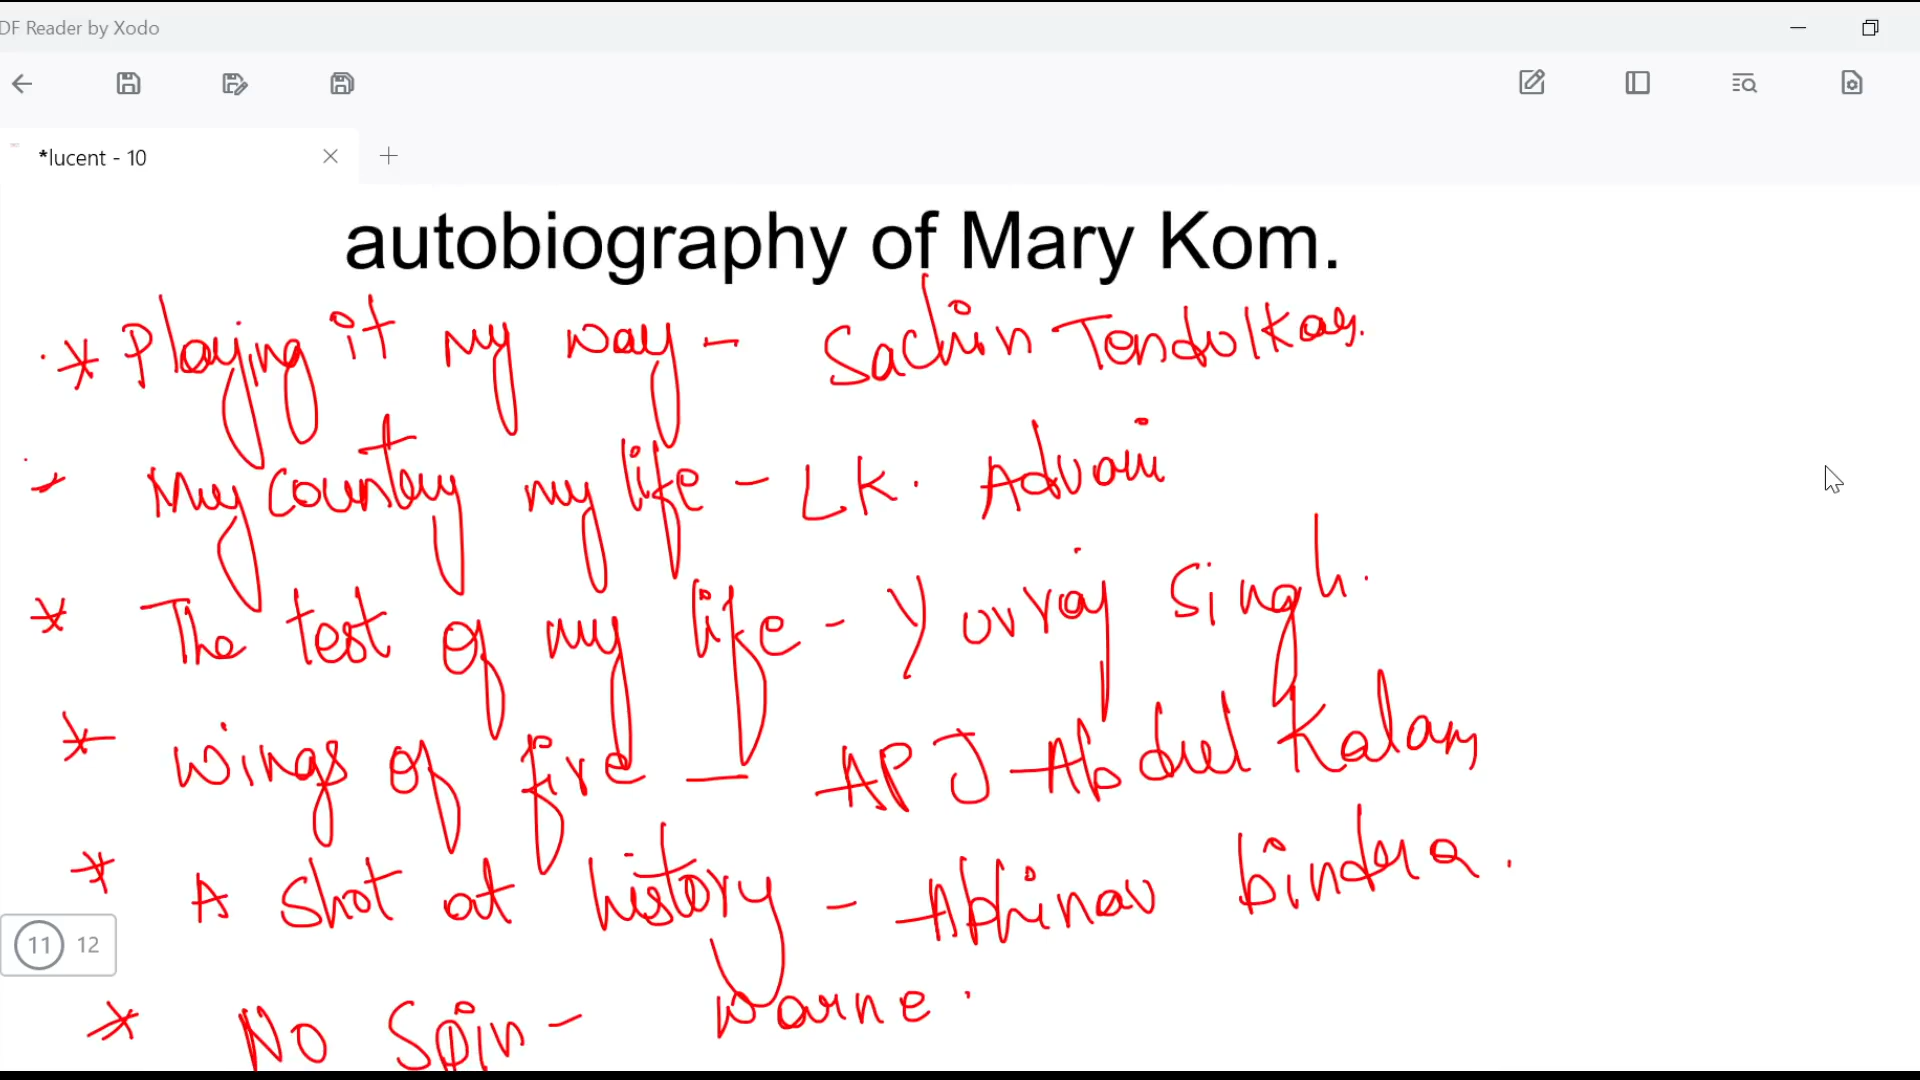 DF Reader by Xodo
*lucent - 10
autobiography of Mary Kom.
* Playing it my way - Sachin Tendulkar.
- My country my life - LK. Advani
* The test of my life - Yuvraj Singh.
* Wings of fire - APJ Abdul Kalam
* A shot at history - Abhinav bindra.
11 12
* No Spin - Warne.